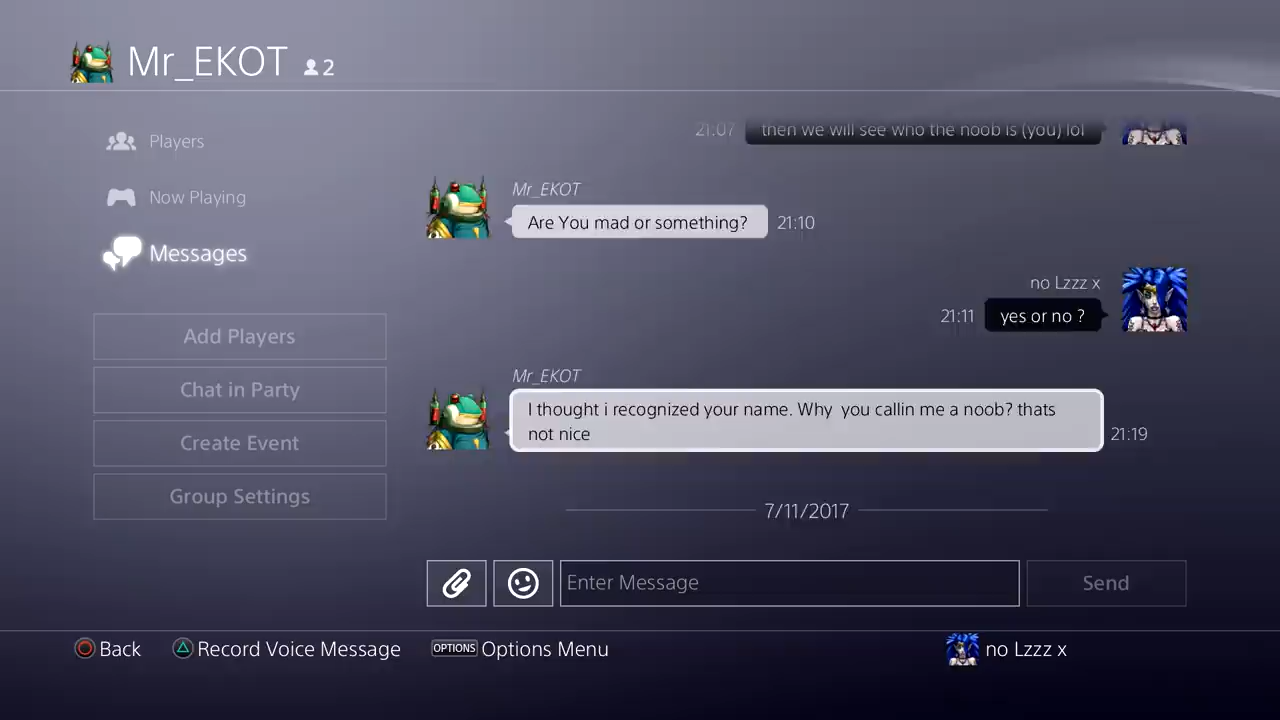 Mr_EKOT 2
Players
Now Playing
Messages
Add Players
Chat in Party
Create Event
Group Settings
21:07 then we will see who the noob is (you) lol
Mr_EKOT
Are You mad or something? 21:10
no Lzzz x
21:11 yes or no ?
Mr_EKOT
I thought i recognized your name. Why  you callin me a noob? thats
not nice 21:19
7/11/2017
Enter Message
Send
Back Record Voice Message OPTIONS Options Menu no Lzzz x